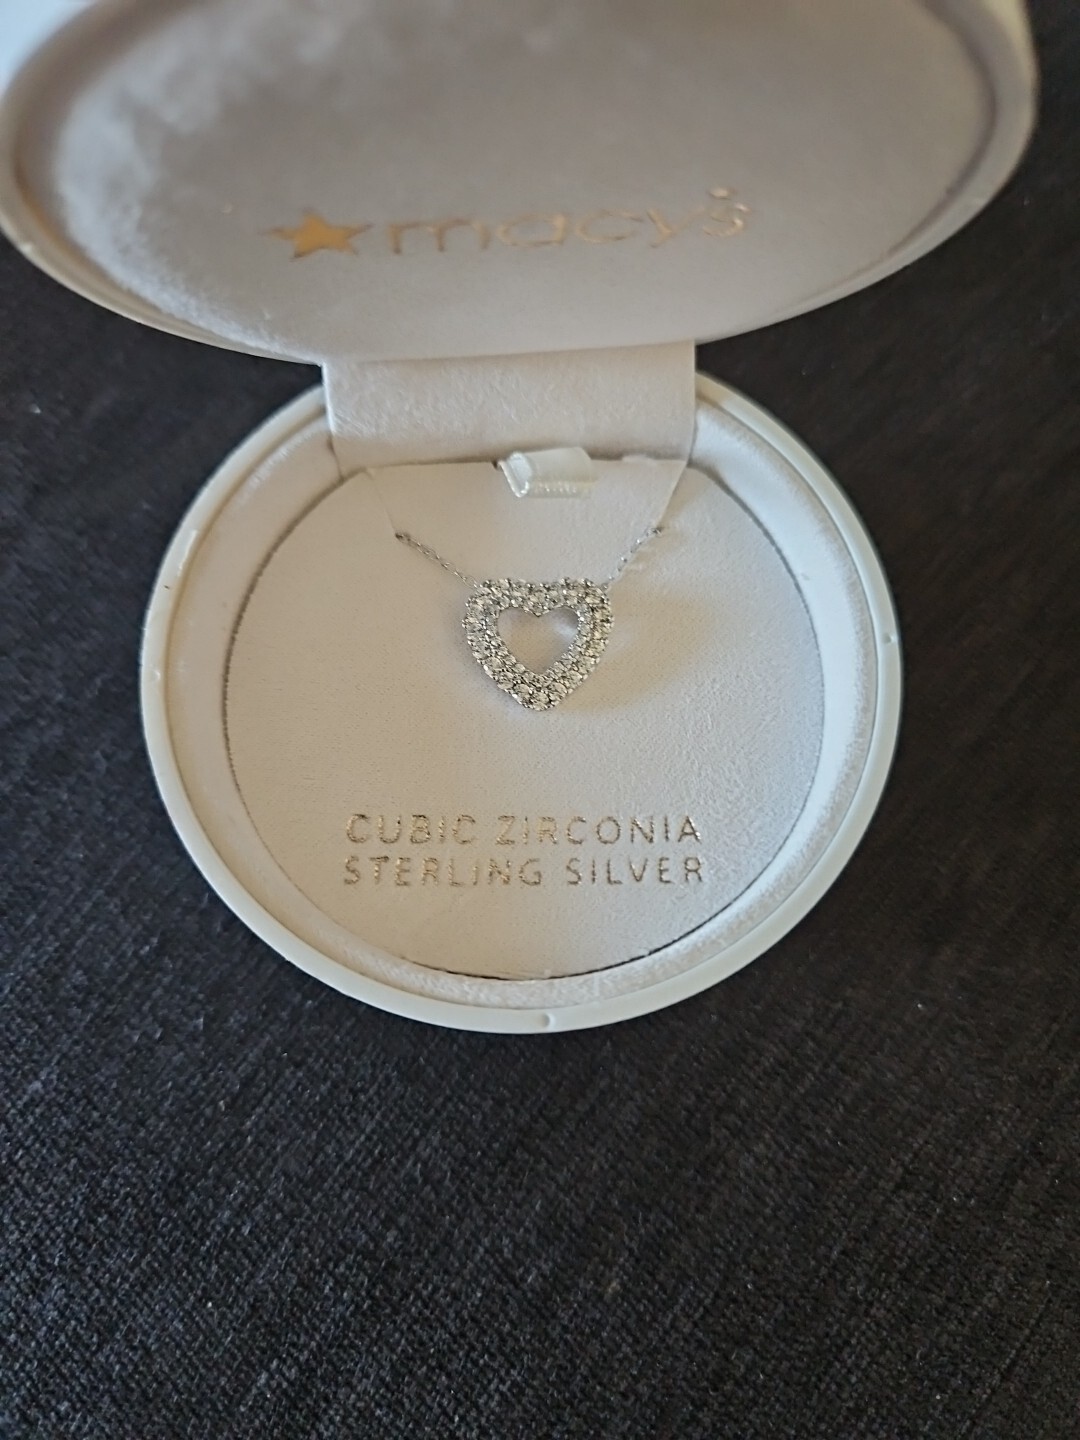 ★macy's
CUBIC ZIRCONIA
STERLING SILVER